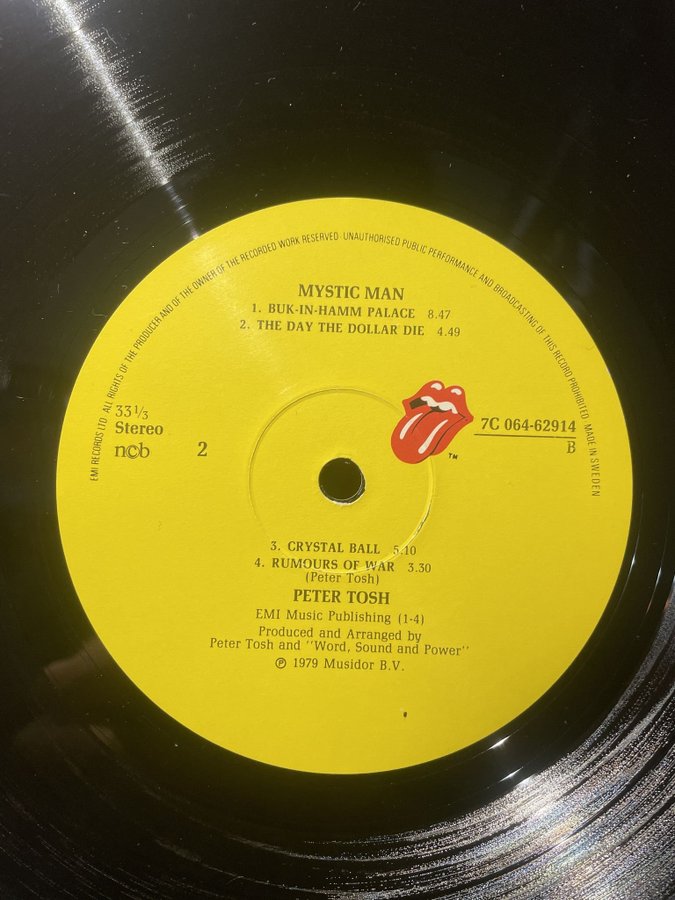 EMI RECORDS LTD ALL RIGHTS OF THE PRODUCER AND OF THE OWNER OF THE RECORDED WORK RESERVED · UNAUTHORISED PUBLIC PERFORMANCE AND BROADCASTING OF THIS RECORD PROHIBITED · MADE IN SWEDEN
MYSTIC MAN
1. BUK-IN-HAMM PALACE 8.47
2. THE DAY THE DOLLAR DIE 4.49
33 1/3
Stereo
ncb
2
TM
7C 064-62914
B
3. CRYSTAL BALL 5.10
4. RUMOURS OF WAR 3.30
(Peter Tosh)
PETER TOSH
EMI Music Publishing (1-4)
Produced and Arranged by
Peter Tosh and ''Word, Sound and Power''
℗ 1979 Musidor B.V.